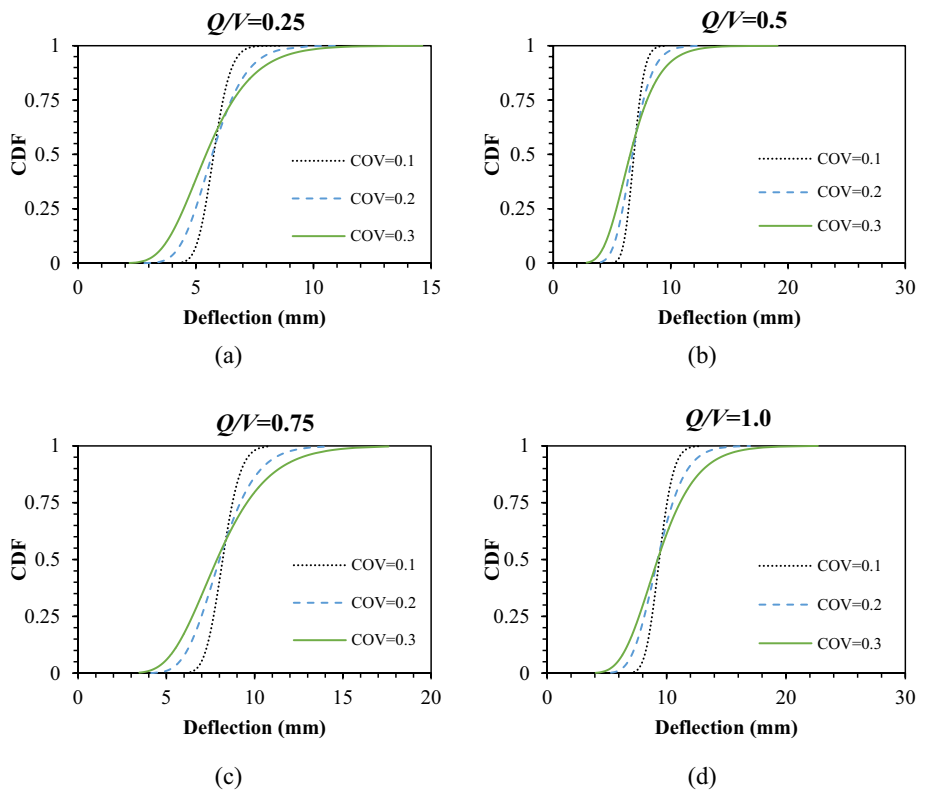 Q/V=0.25
1
0.75
0.5
0.25
0
CDF
COV=0.1
COV=0.2
COV=0.3
0
5
10
15
Deflection (mm)
(a)
Q/V=0.5
1
0.75
0.5
0.25
0
CDF
COV=0.1
COV=0.2
COV=0.3
0
10
20
30
Deflection (mm)
(b)
Q/V=0.75
1
0.75
0.5
0.25
0
CDF
COV=0.1
COV=0.2
COV=0.3
0
5
10
15
20
Deflection (mm)
(c)
Q/V=1.0
1
0.75
0.5
0.25
0
CDF
COV=0.1
COV=0.2
COV=0.3
0
10
20
30
Deflection (mm)
(d)